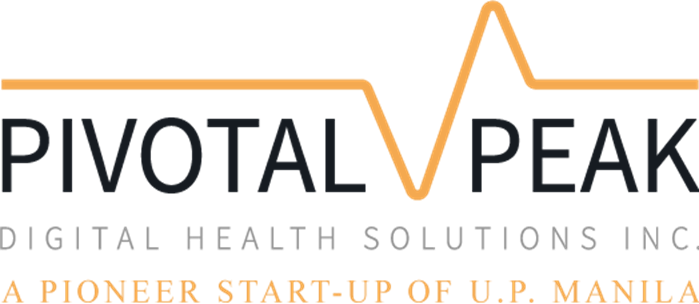 PIVOTAL PEAK
DIGITAL HEALTH SOLUTIONS INC.
A PIONEER START-UP OF U.P. MANILA